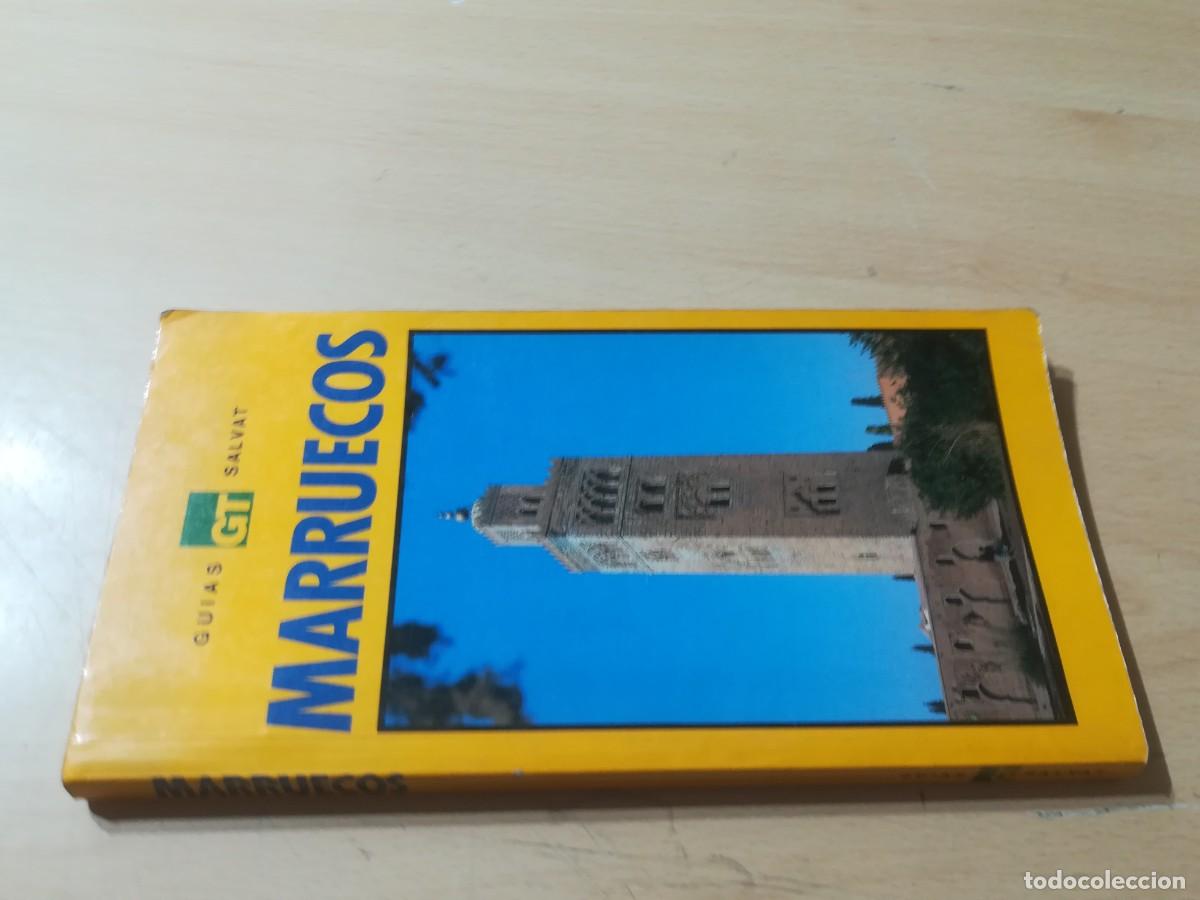 GUIAS GT SALVAT
MARRUECOS
MARRUECOS
todocoleccion